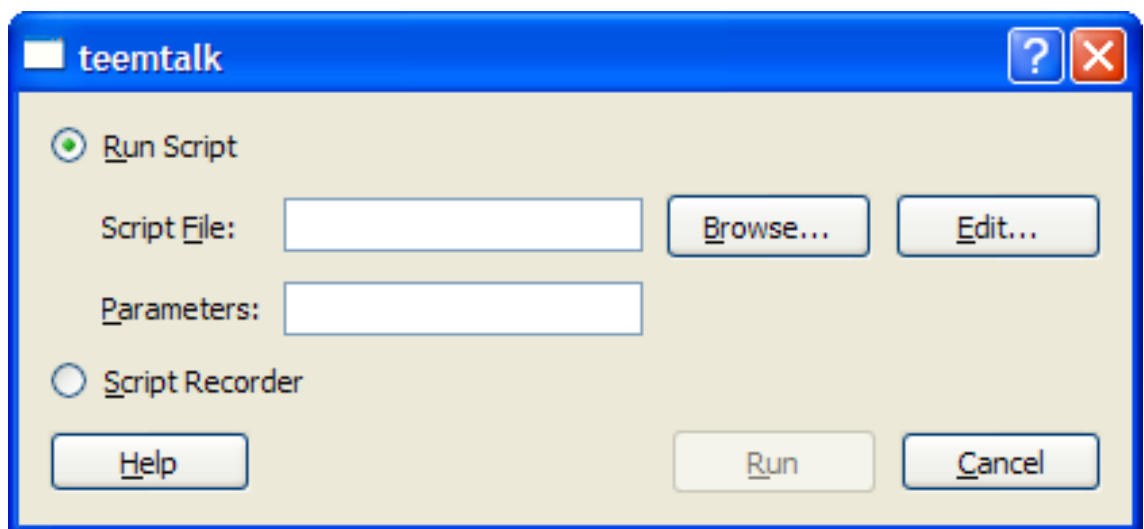 teemtalk
Run Script
Script File: Browse... Edit...
Parameters:
Script Recorder
Help Run Cancel